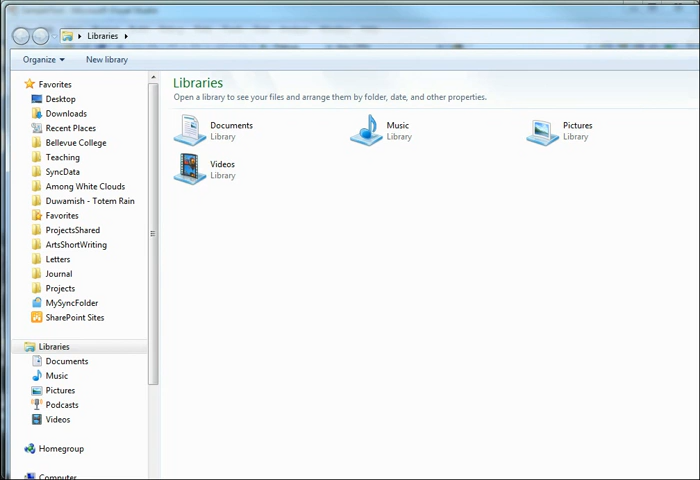 Libraries
Organize
New library
Favorites
Desktop
Downloads
Recent Places
Bellevue College
Teaching
SyncData
Among White Clouds
Duwamish - Totem Rain
Favorites
ProjectsShared
ArtsShortWriting
Letters
Journal
Projects
MySyncFolder
SharePoint Sites
Libraries
Documents
Music
Pictures
Podcasts
Videos
Homegroup
Computer
Libraries
Open a library to see your files and arrange them by folder, date, and other properties.
Documents
Library
Music
Library
Pictures
Library
Videos
Library